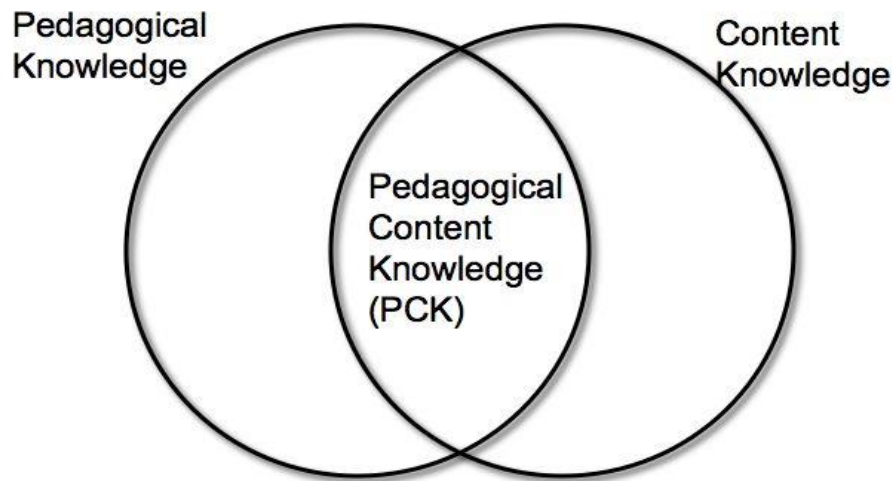 Pedagogical
Knowledge
Content
Knowledge
Pedagogical
Content
Knowledge
(PCK)